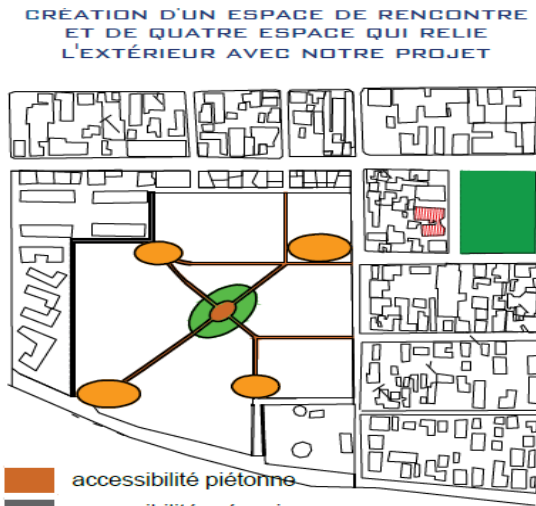 CRÉATION D'UN ESPACE DE RENCONTRE
ET DE QUATRE ESPACE QUI RELIE
L'EXTÉRIEUR AVEC NOTRE PROJET
accessibilité piétonne